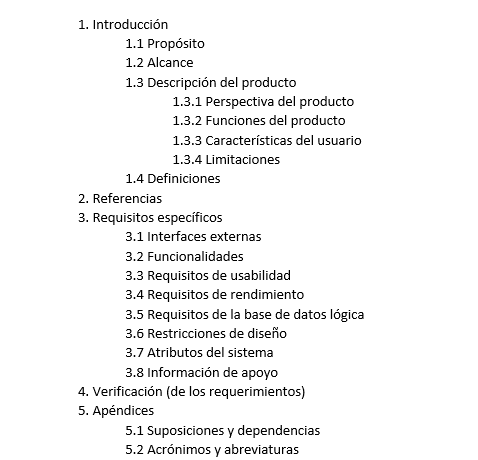 1. Introducción
1.1 Propósito
1.2 Alcance
1.3 Descripción del producto
1.3.1 Perspectiva del producto
1.3.2 Funciones del producto
1.3.3 Características del usuario
1.3.4 Limitaciones
1.4 Definiciones
2. Referencias
3. Requisitos específicos
3.1 Interfaces externas
3.2 Funcionalidades
3.3 Requisitos de usabilidad
3.4 Requisitos de rendimiento
3.5 Requisitos de la base de datos lógica
3.6 Restricciones de diseño
3.7 Atributos del sistema
3.8 Información de apoyo
4. Verificación (de los requerimientos)
5. Apéndices
5.1 Suposiciones y dependencias
5.2 Acrónimos y abreviaturas